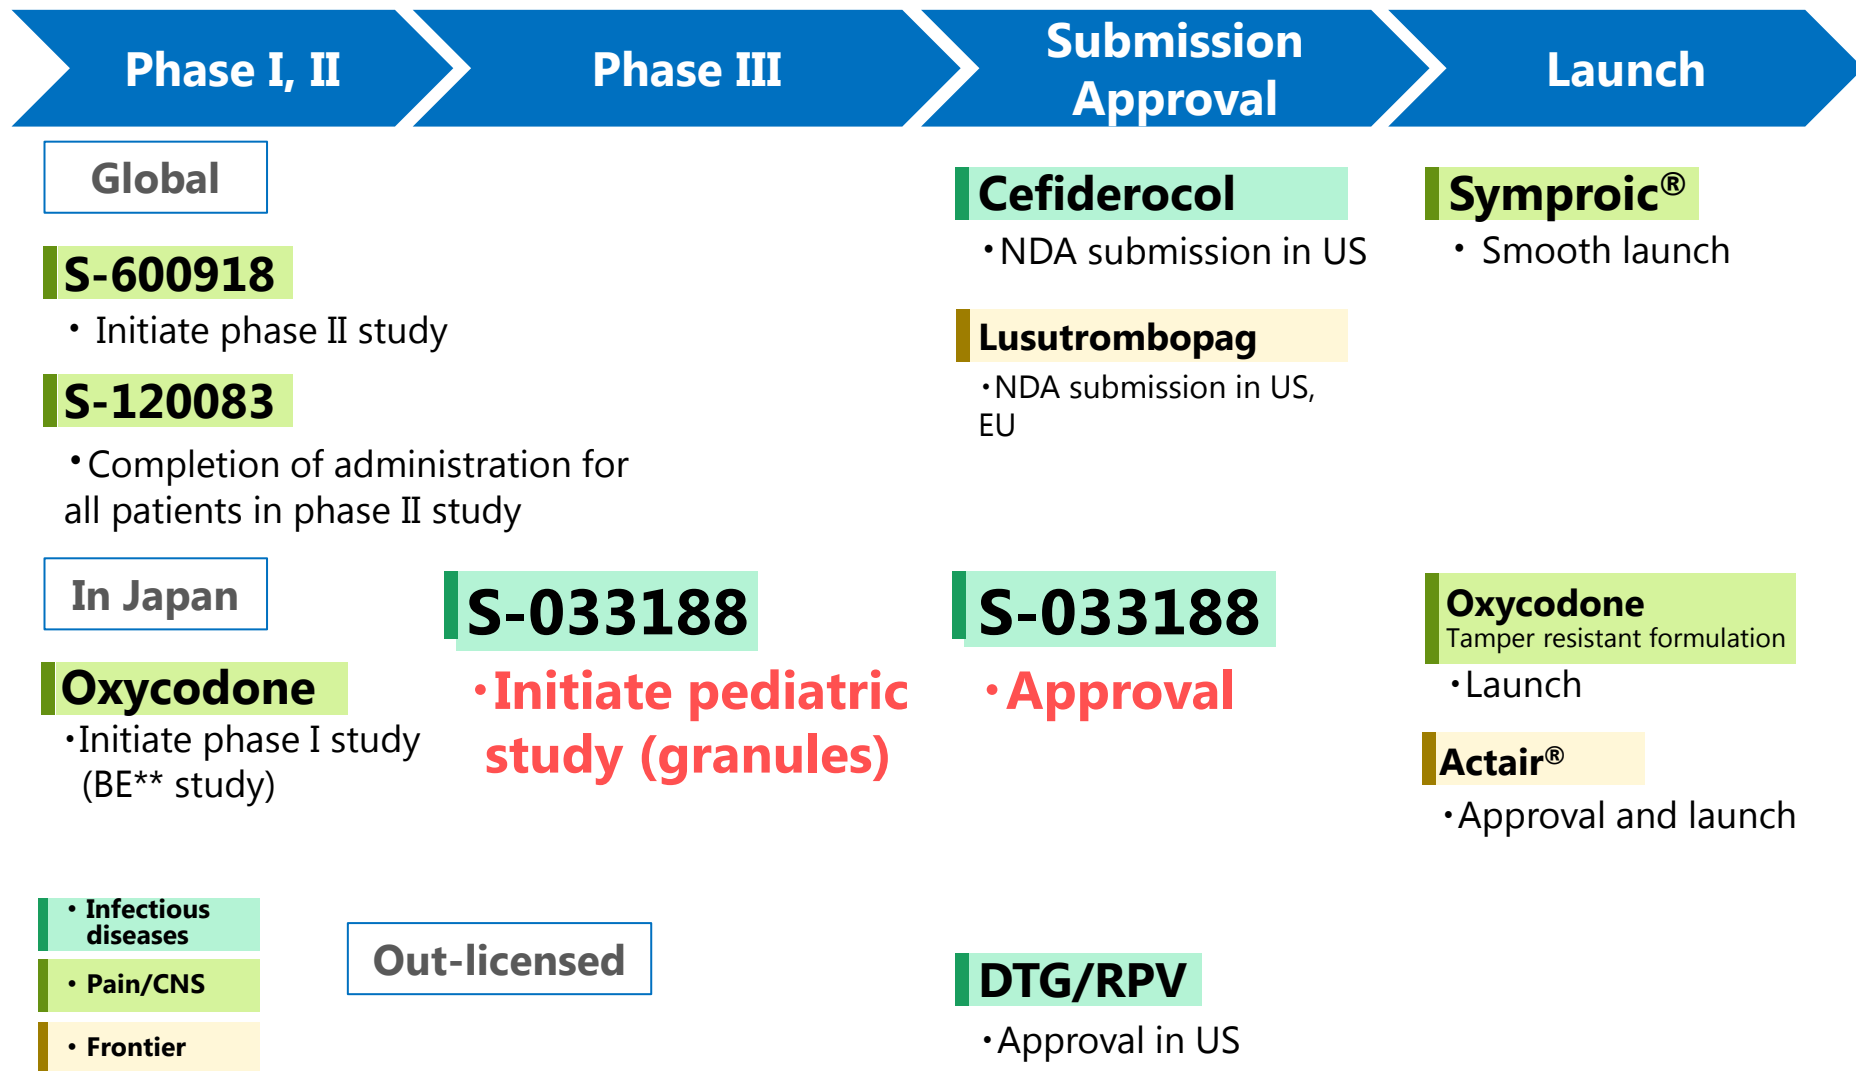 Phase I, II
Phase III
Submission
Approval
Launch
Global
S-600918
・ Initiate phase II study
S-120083
・Completion of administration for
all patients in phase II study
Cefiderocol
・NDA submission in US
Lusutrombopag
・NDA submission in US,
EU
Symproic®
・ Smooth launch
In Japan
Oxycodone
・Initiate phase I study
(BE** study)
S-033188
・Initiate pediatric
study (granules)
S-033188
・Approval
Oxycodone
Tamper resistant formulation
・Launch
Actair®
・Approval and launch
・ Infectious
diseases
・ Pain/CNS
・ Frontier
Out-licensed
DTG/RPV
・Approval in US